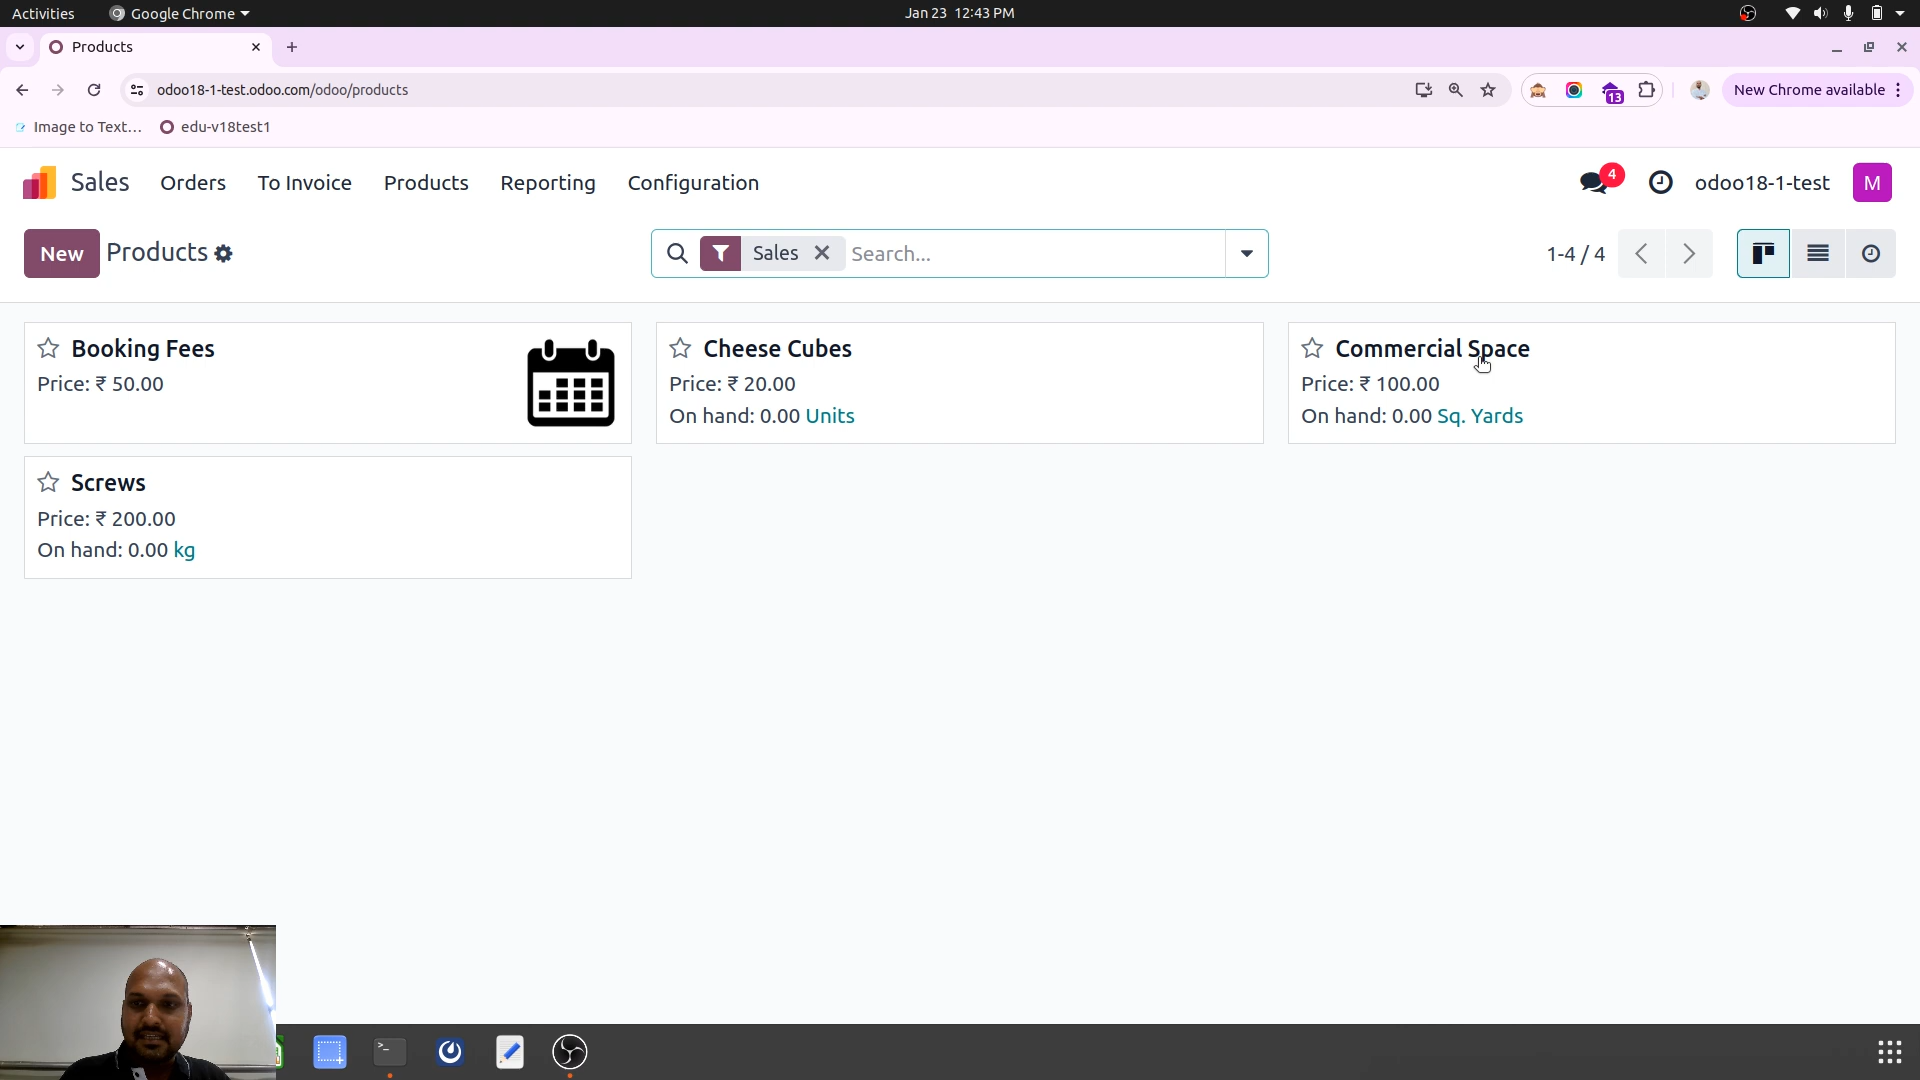 Activities
Google Chrome
Jan 23 12:43 PM
Products
odoo18-1-test.odoo.com/odoo/products
13
New Chrome available
Image to Text...
edu-v18test1
Sales
Orders
To Invoice
Products
Reporting
Configuration
4
odoo18-1-test
M
New
Products
Sales
Search...
1-4 / 4
Booking Fees
Price: ₹ 50.00
Cheese Cubes
Price: ₹ 20.00
On hand: 0.00 Units
Commercial Space
Price: ₹ 100.00
On hand: 0.00 Sq. Yards
Screws
Price: ₹ 200.00
On hand: 0.00 kg